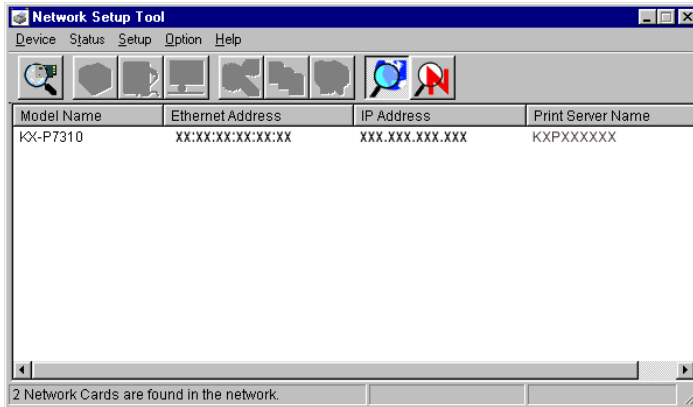 Network Setup Tool
Device Status Setup Option Help
Model Name Ethernet Address IP Address Print Server Name
KX-P7310 XX:XX:XX:XX:XX:XX XXX.XXX.XXX.XXX KXPXXXXXX
2 Network Cards are found in the network.